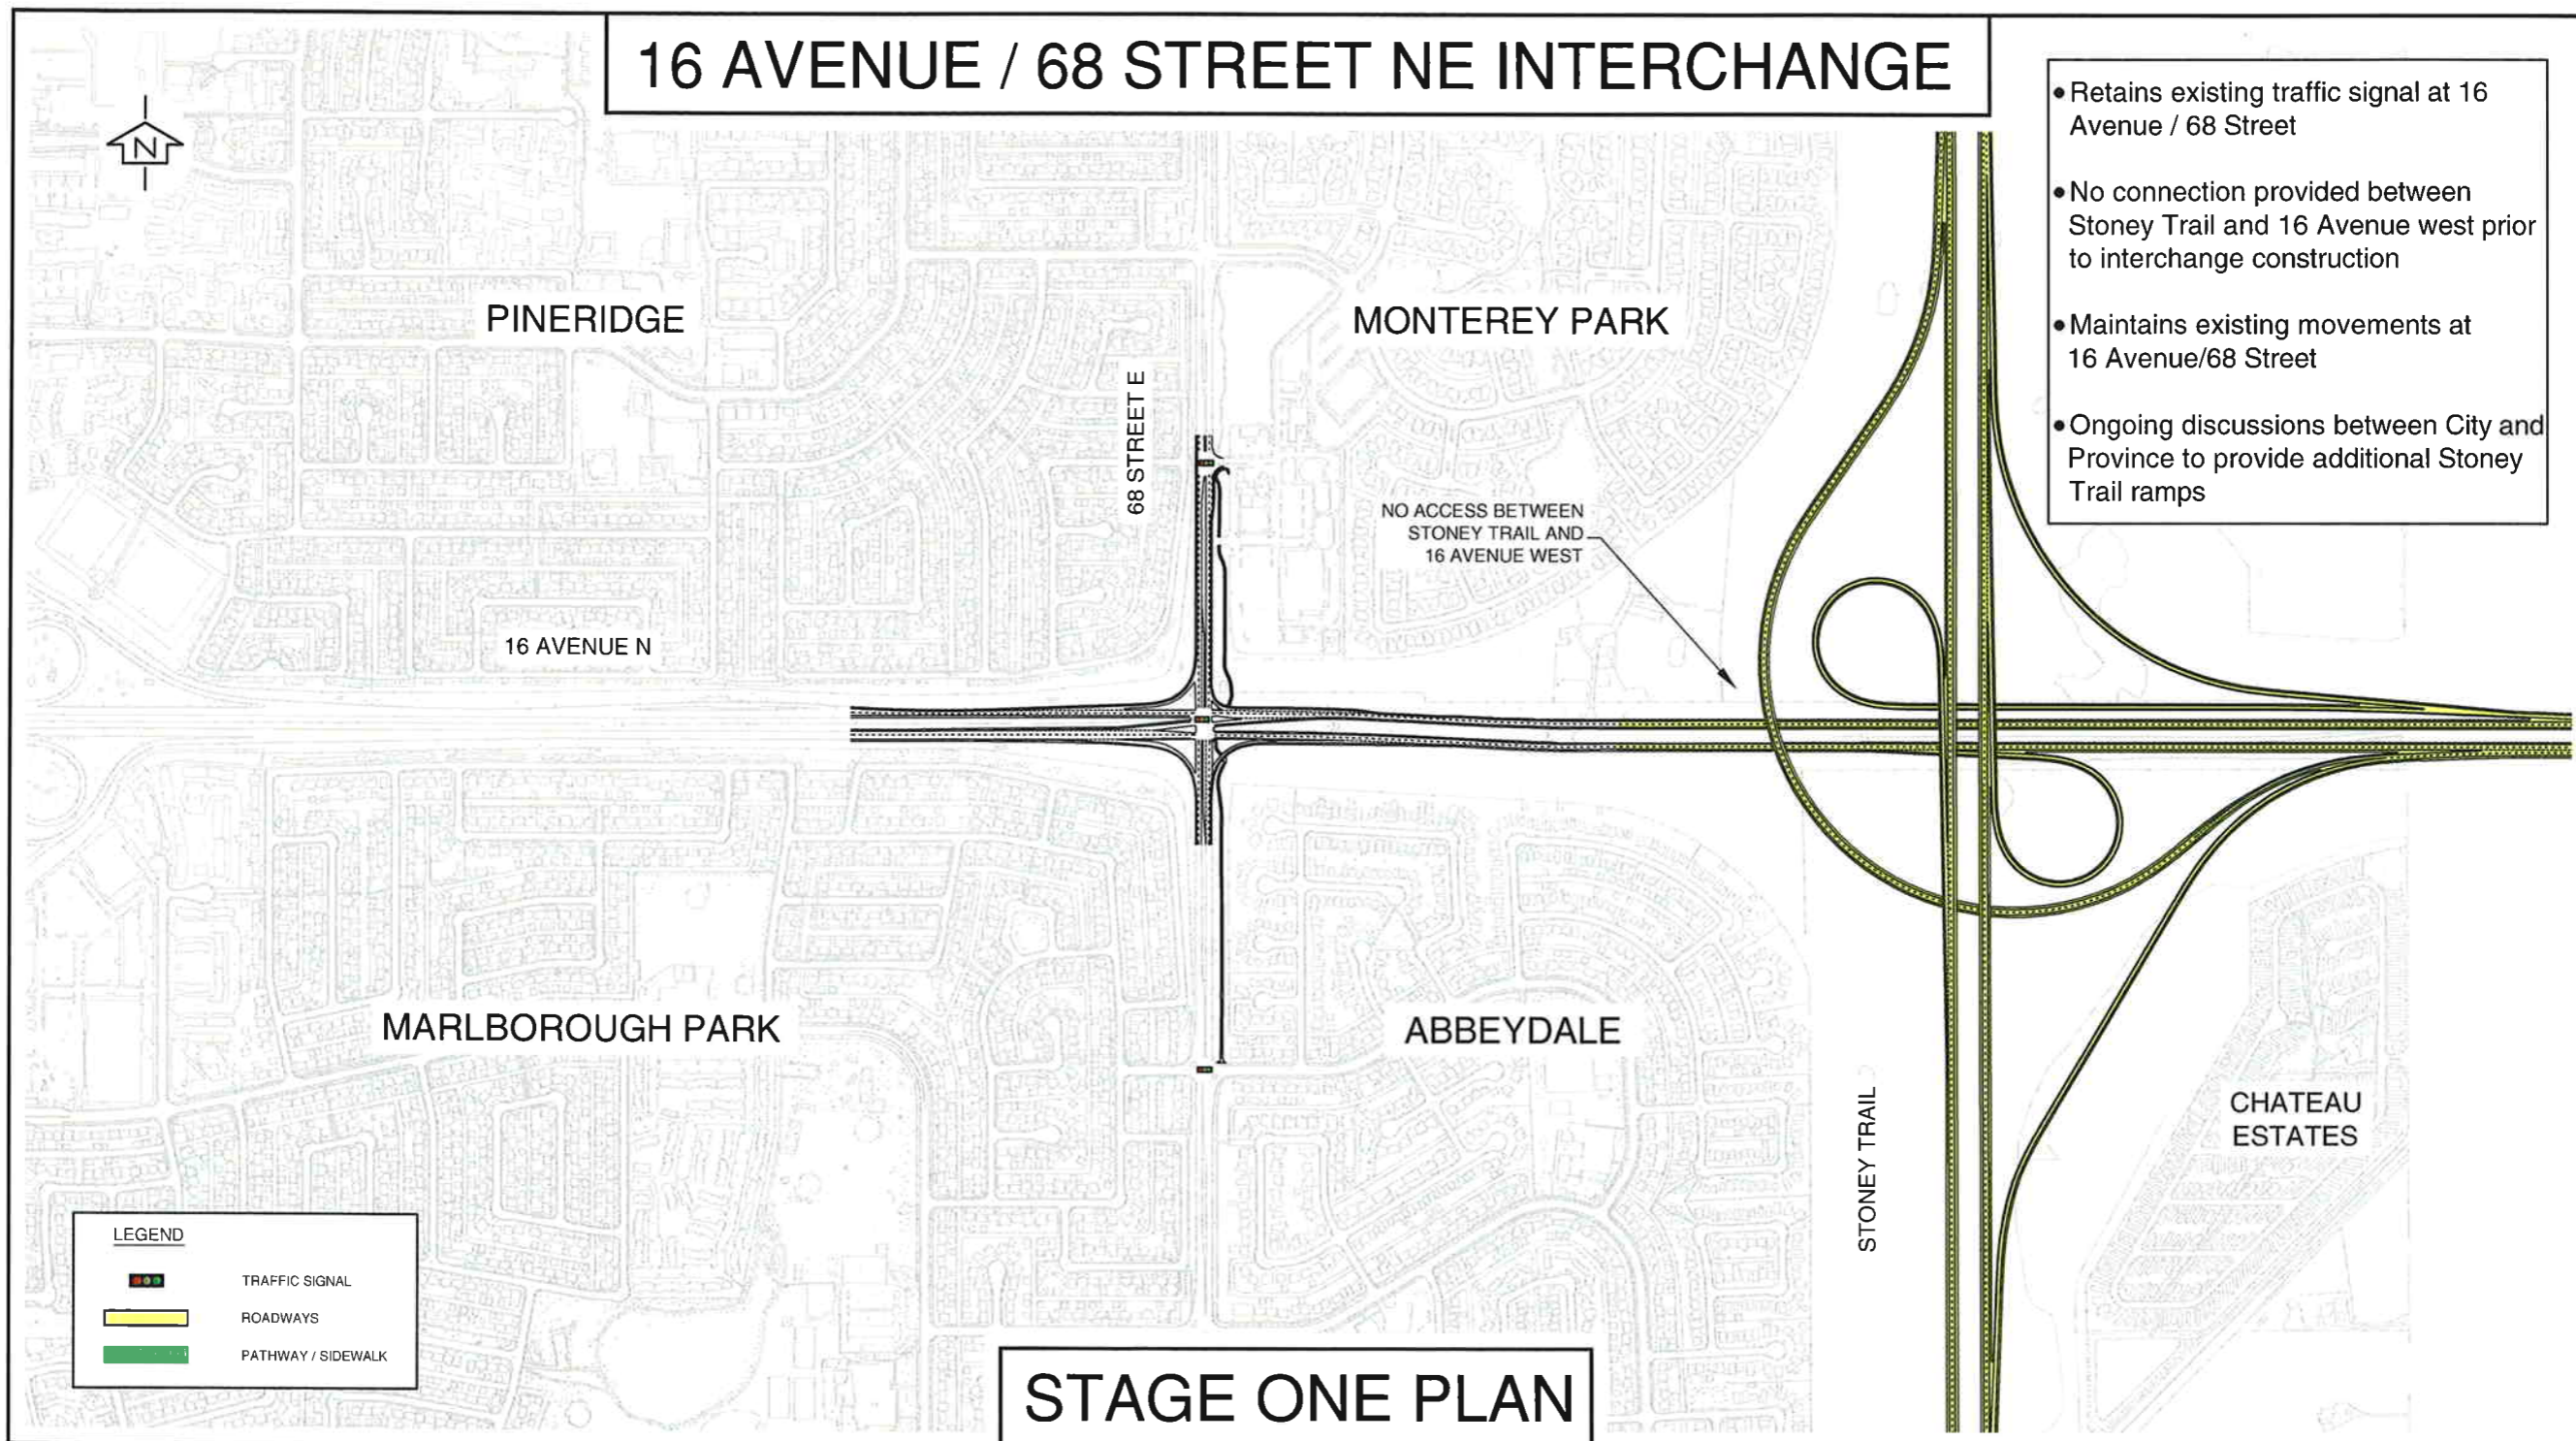 16 AVENUE / 68 STREET NE INTERCHANGE
N
• Retains existing traffic signal at 16
Avenue / 68 Street
• No connection provided between
Stoney Trail and 16 Avenue west prior
to interchange construction
• Maintains existing movements at
16 Avenue/68 Street
• Ongoing discussions between City and
Province to provide additional Stoney
Trail ramps
PINERIDGE
MONTEREY PARK
68 STREET E
NO ACCESS BETWEEN
STONEY TRAIL AND
16 AVENUE WEST
16 AVENUE N
MARLBOROUGH PARK
ABBEYDALE
STONEY TRAIL
CHATEAU
ESTATES
LEGEND
TRAFFIC SIGNAL
ROADWAYS
PATHWAY / SIDEWALK
STAGE ONE PLAN